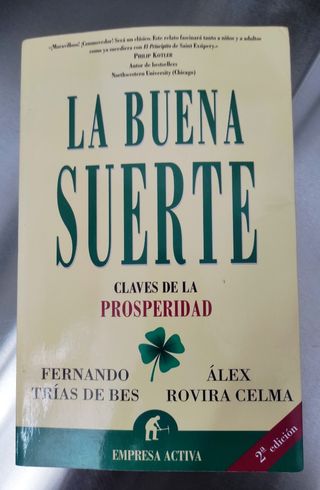 «¡Maravilloso! ¡Conmovedor! Será un clásico. Este relato fascinará tanto a niños y a adultos
como ya sucediera con El Principito de Saint Exúpery.»
PHILIP KOTLER
Autor de bestsellers
Northwestern University (Chicago)
LA BUENA
SUERTE
CLAVES DE LA
PROSPERIDAD
FERNANDO
TRÍAS DE BES
ÁLEX
ROVIRA CELMA
EMPRESA ACTIVA
2ª edición